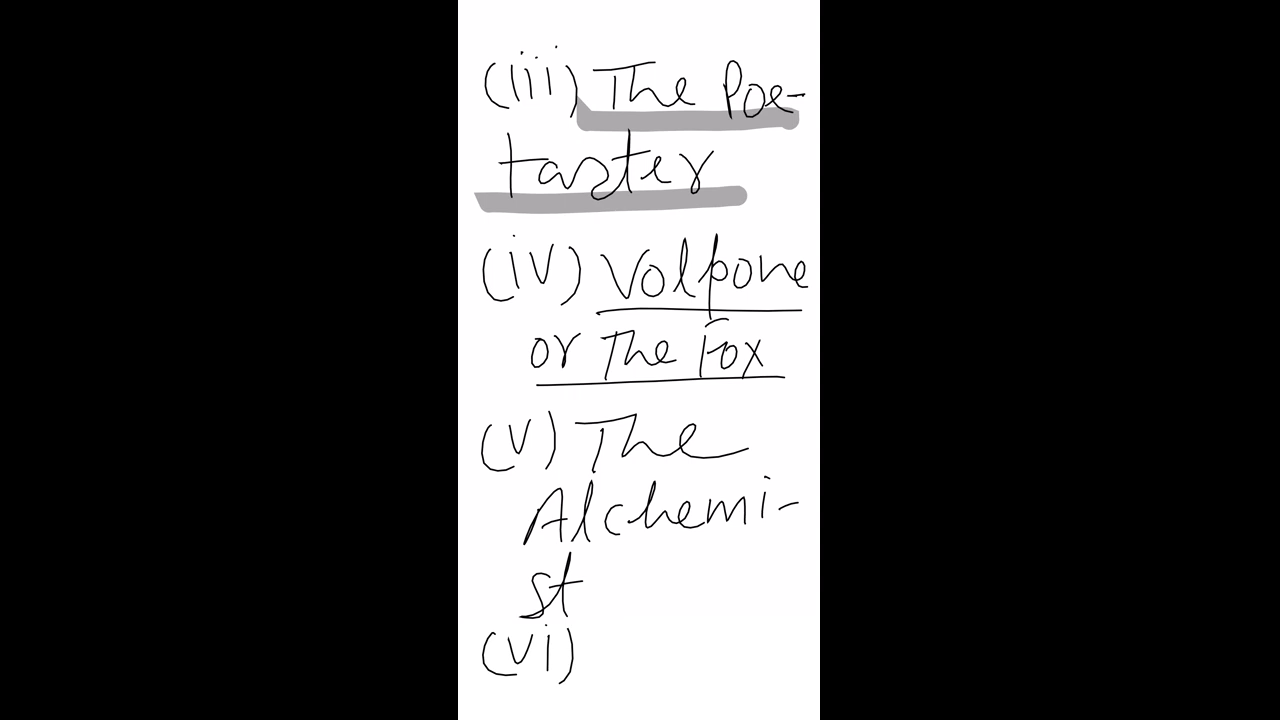 (iii) The Poe-
taster
(iv) Volpone
or The Fox
(v) The
Alchemi-
st
(vi)